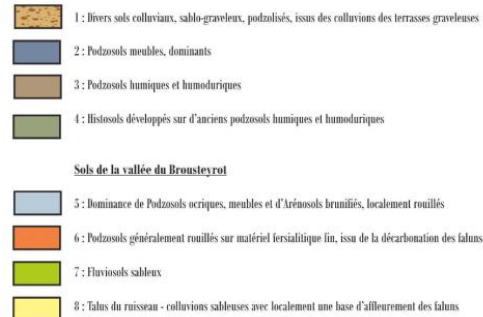 1 : Divers sols colluviaux, sablo-graveleux, podzolisés, issus des colluvions des terrasses graveleuses
2 : Podzosols meubles, dominants
3 : Podzosols humiques et humoduriques
4 : Histosols développés sur d'anciens podzosols humiques et humoduriques
Sols de la vallée du Brousteyrot
5 : Dominance de Podzosols ocriques, meubles et d'Arénosols brunifiés, localement rouillés
6 : Podzosols généralement rouillés sur matériel fersialitique fin, issu de la décarbonation des faluns
7 : Fluviosols sableux
8 : Talus du ruisseau - colluvions sableuses avec localement une base d'affleurement des faluns